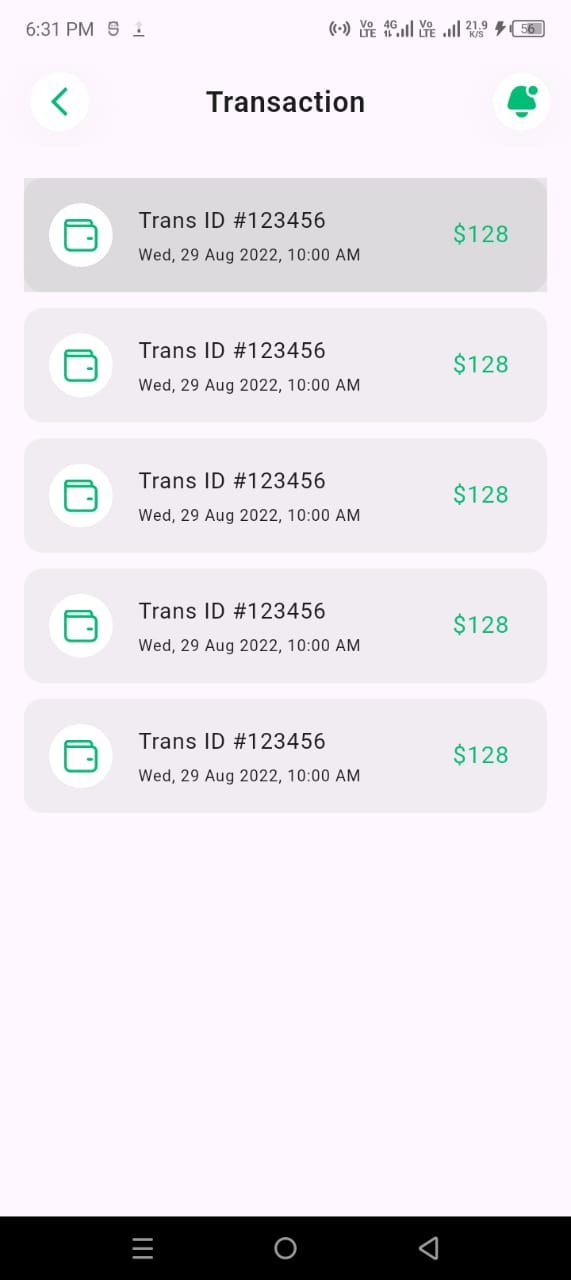 6:31 PM
Vo LTE 4G Vo LTE 21.9 K/S 56
Transaction
Trans ID #123456
Wed, 29 Aug 2022, 10:00 AM
$128
Trans ID #123456
Wed, 29 Aug 2022, 10:00 AM
$128
Trans ID #123456
Wed, 29 Aug 2022, 10:00 AM
$128
Trans ID #123456
Wed, 29 Aug 2022, 10:00 AM
$128
Trans ID #123456
Wed, 29 Aug 2022, 10:00 AM
$128